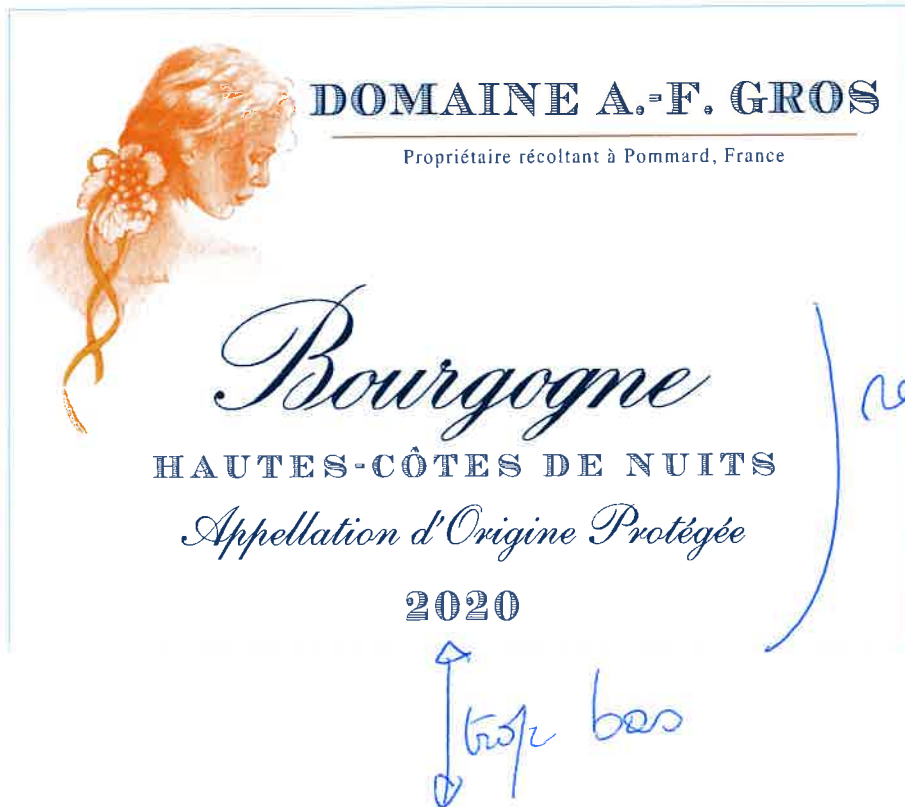 DOMAINE A.-F. GROS
Propriétaire récoltant à Pommard, France
Bourgogne
HAUTES-CÔTES DE NUITS
Appellation d'Origine Protégée
2020
trop bas